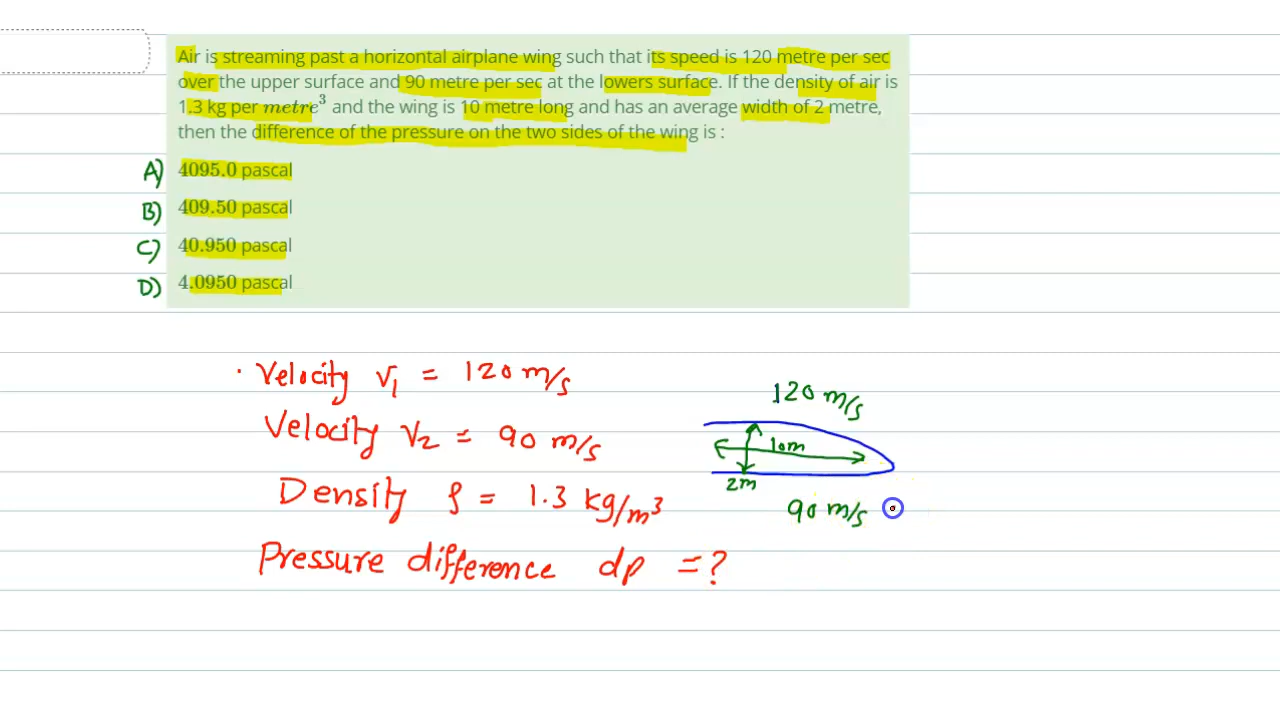 Air is streaming past a horizontal airplane wing such that its speed is 120 metre per sec
over the upper surface and 90 metre per sec at the lowers surface. If the density of air is
1.3 kg per metre³ and the wing is 10 metre long and has an average width of 2 metre,
then the difference of the pressure on the two sides of the wing is :
A) 4095.0 pascal
B) 409.50 pascal
C) 40.950 pascal
D) 4.0950 pascal
· Velocity V₁ = 120 m/s
Velocity V₂ = 90 m/s
Density ρ = 1.3 kg/m³
Pressure difference dp = ?
120 m/s
10m
2m
90 m/s